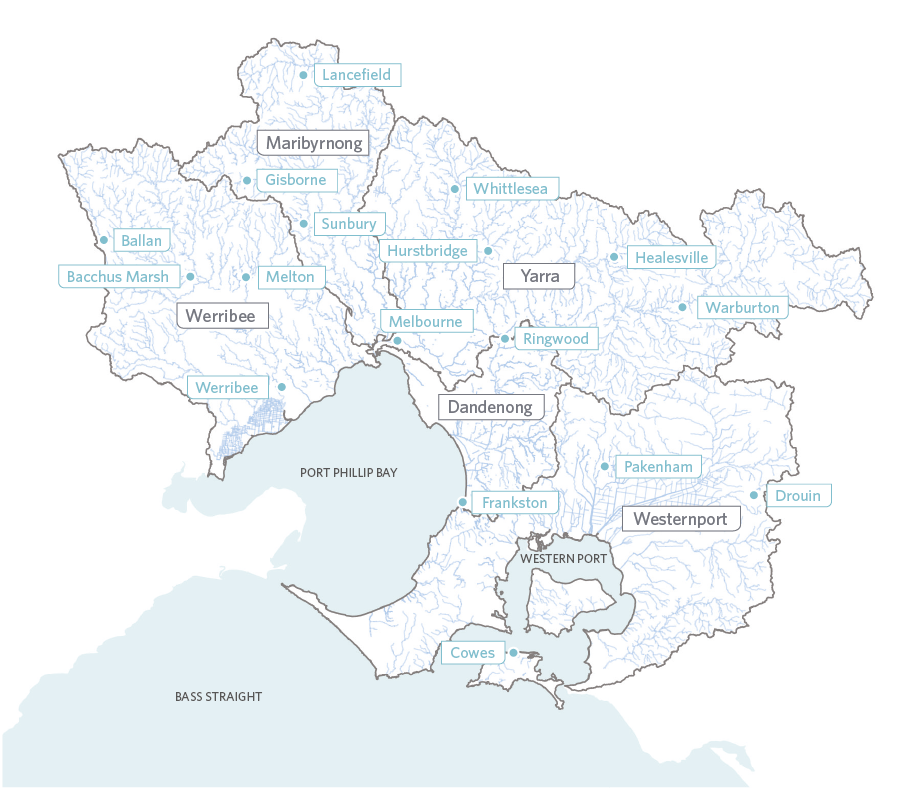 Lancefield
Maribyrnong
Gisborne
Whittlesea
Sunbury
Ballan
Hurstbridge
Healesville
Bacchus Marsh
Melton
Yarra
Warburton
Werribee
Melbourne
Ringwood
Werribee
Dandenong
PORT PHILLIP BAY
Pakenham
Drouin
Frankston
Westernport
WESTERN PORT
Cowes
BASS STRAIGHT